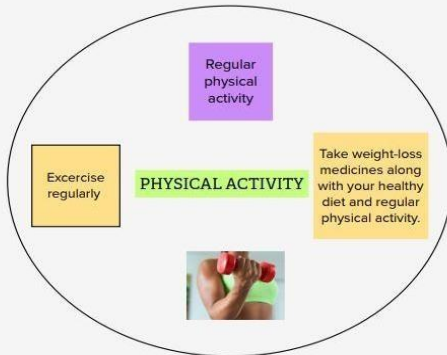 Regular
physical
activity
Excercise
regularly
PHYSICAL ACTIVITY
Take weight-loss
medicines along
with your healthy
diet and regular
physical activity.